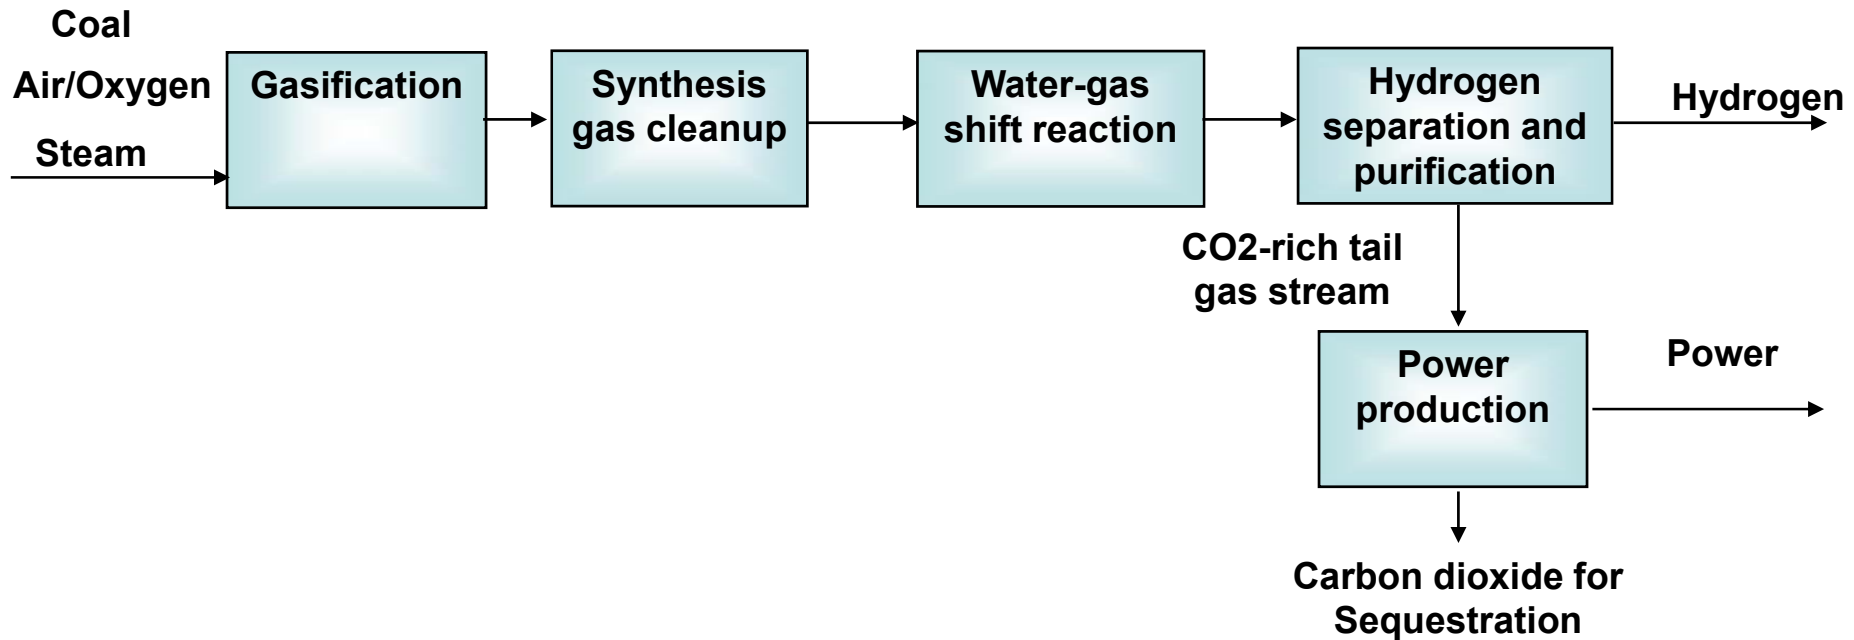 Coal
Air/Oxygen
Steam
Gasification
Synthesis
gas cleanup
Water-gas
shift reaction
Hydrogen
separation and
purification
Hydrogen
CO2-rich tail
gas stream
Power
production
Power
Carbon dioxide for
Sequestration